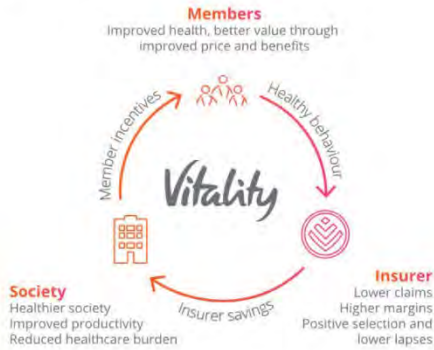 Members
Improved health, better value through
improved price and benefits
Member incentives
Healthy behaviour
Vitality
Society
Healthier society
Improved productivity
Reduced healthcare burden
Insurer savings
Insurer
Lower claims
Higher margins
Positive selection and
lower lapses